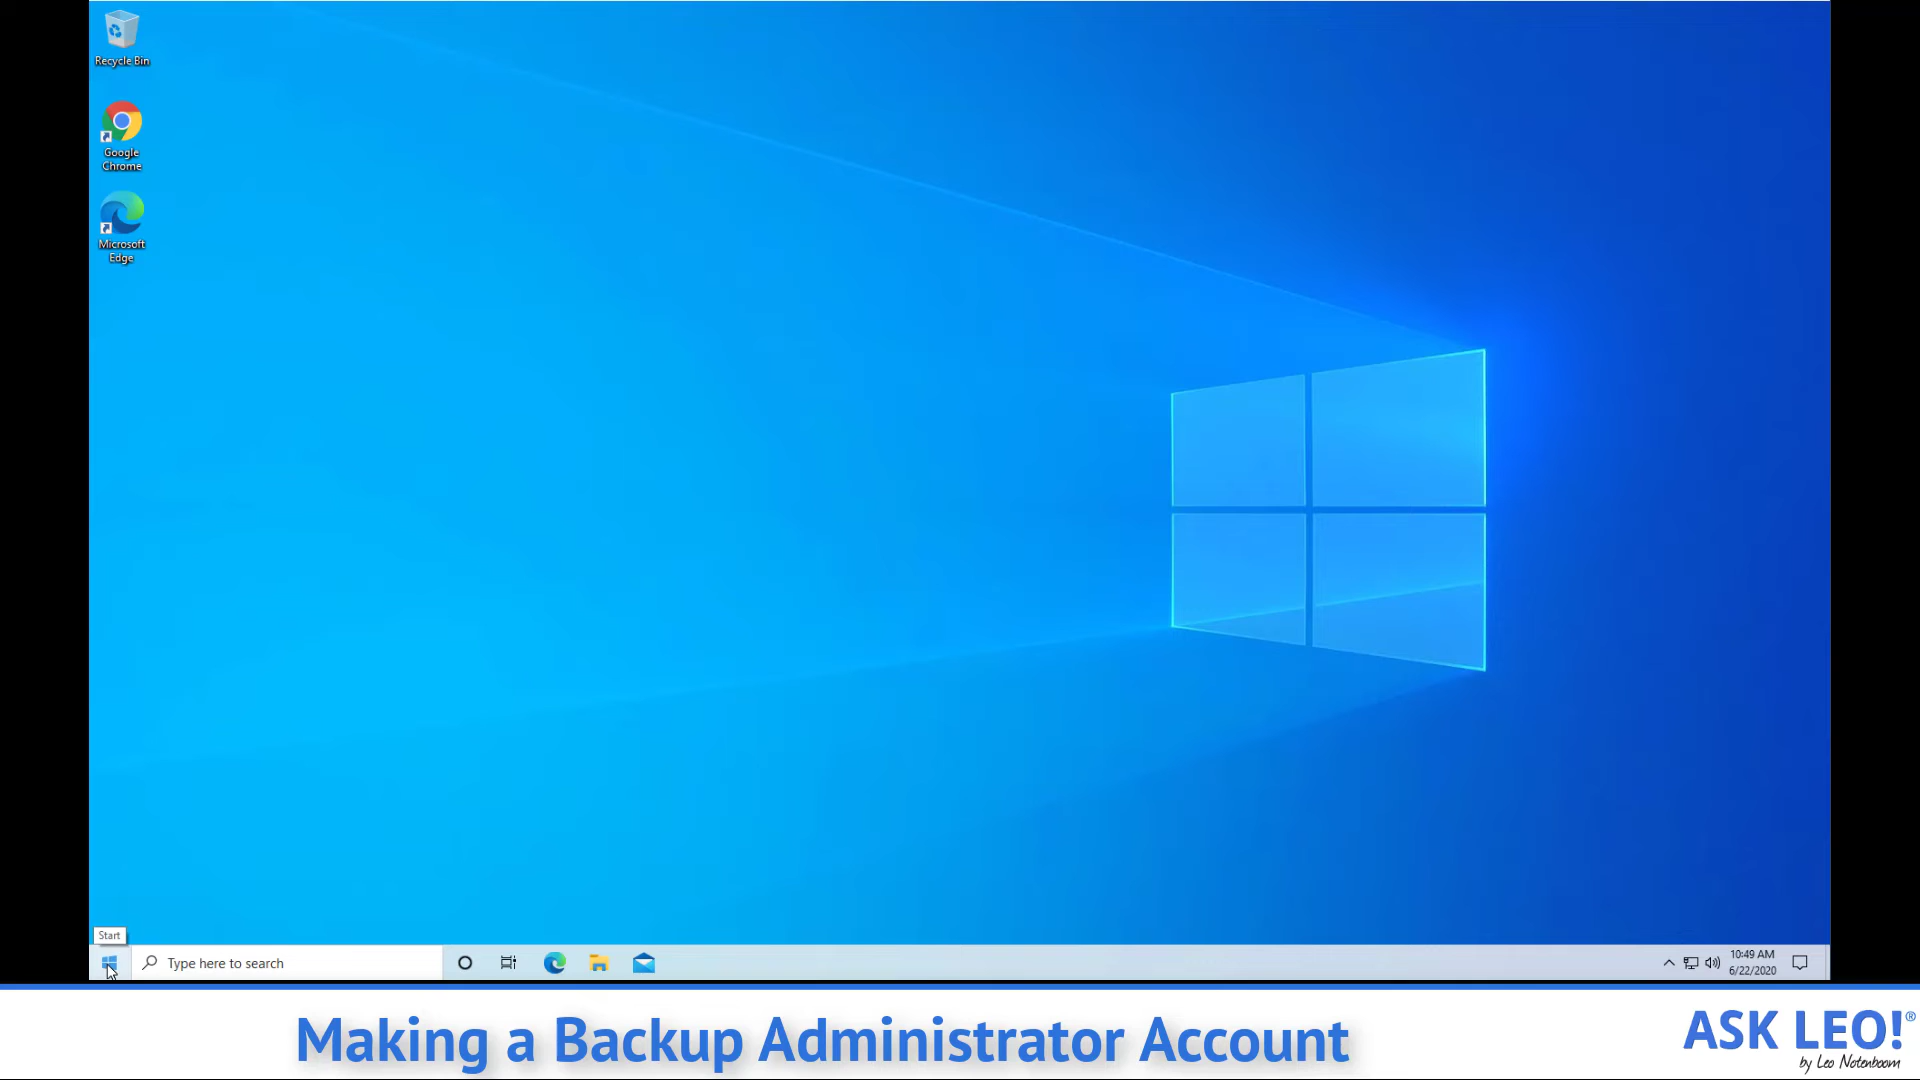 Recycle Bin
Google
Chrome
Microsoft
Edge
Start
Type here to search
10:49 AM
6/22/2020
Making a Backup Administrator Account
ASK LEO!®
by Leo Notenboom